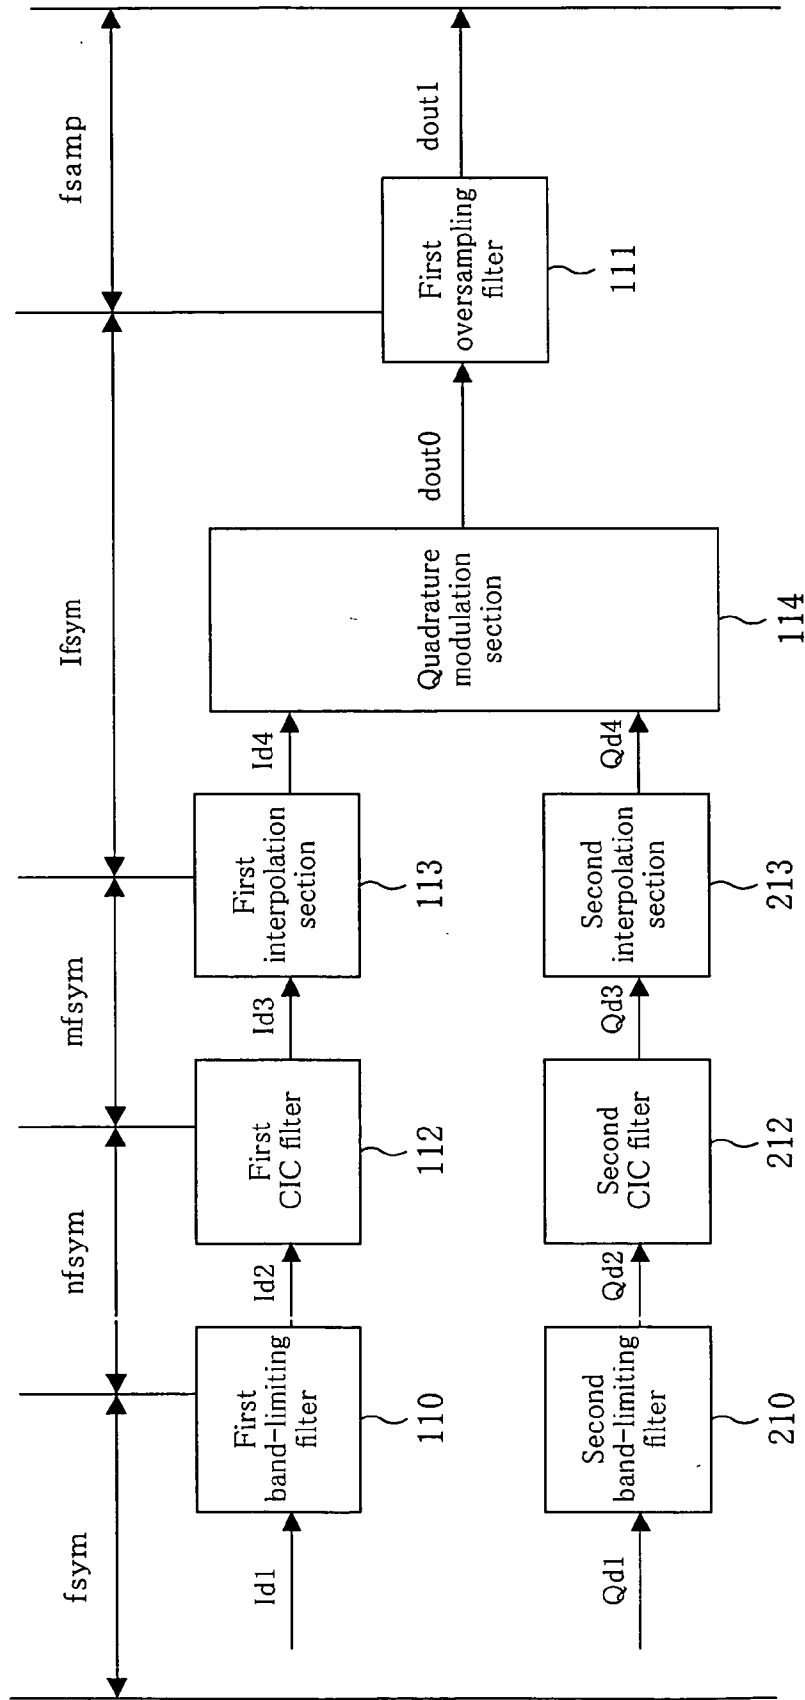 fsym
nfsym
mfsym
lfsym
fsamp
Id1
First
band-limiting
filter
110
Id2
First
CIC filter
112
Id3
First
interpolation
section
113
Id4
Qd1
Second
band-limiting
filter
210
Qd2
Second
CIC filter
212
Qd3
Second
interpolation
section
213
Qd4
Quadrature
modulation
section
114
dout0
First
oversampling
filter
111
dout1